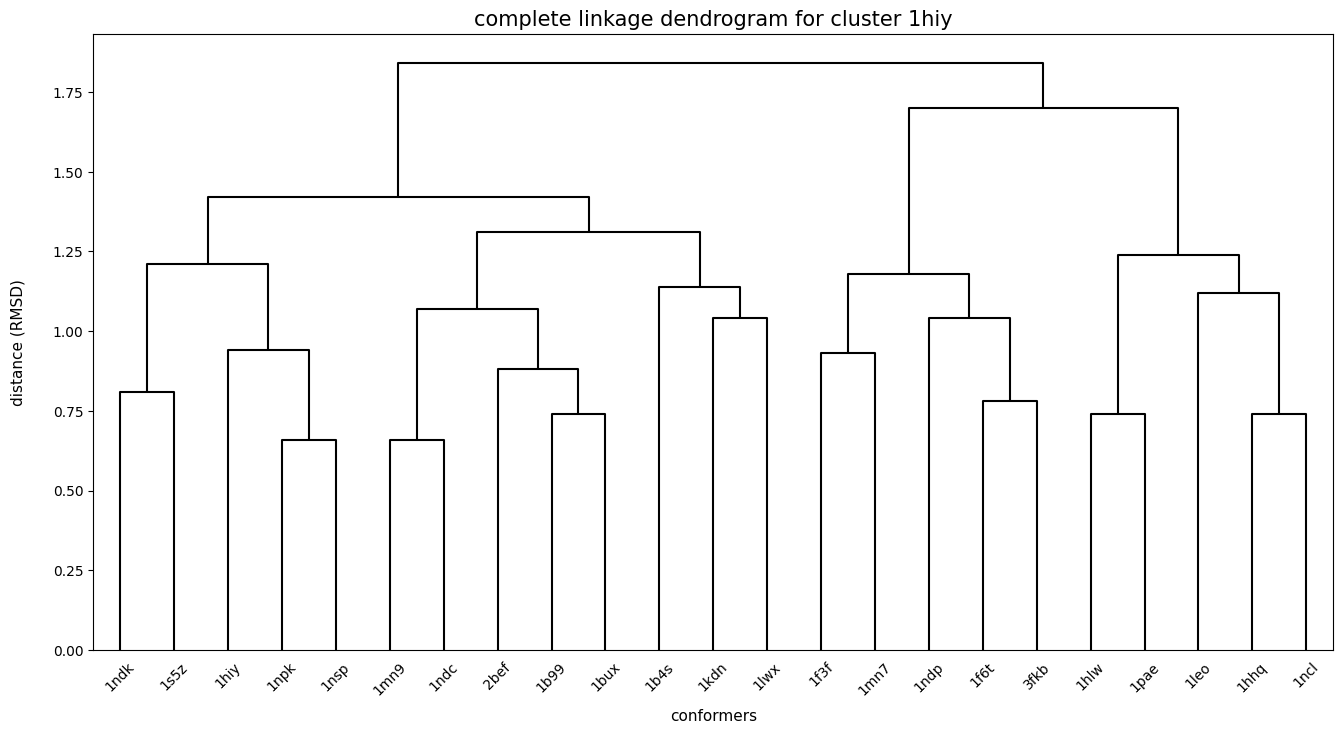 complete linkage dendrogram for cluster 1hiy
distance (RMSD)
1.75
1.50
1.25
1.00
0.75
0.50
0.25
0.00
1ndk 1s5z 1hiy 1npk 1nsp 1mn9 1ndc 2bef 1b99 1bux 1b4s 1kdn 1lwx 1f3f 1mn7 1ndp 1f6t 3fkb 1hlw 1pae 1leo 1hhq 1ncl
conformers